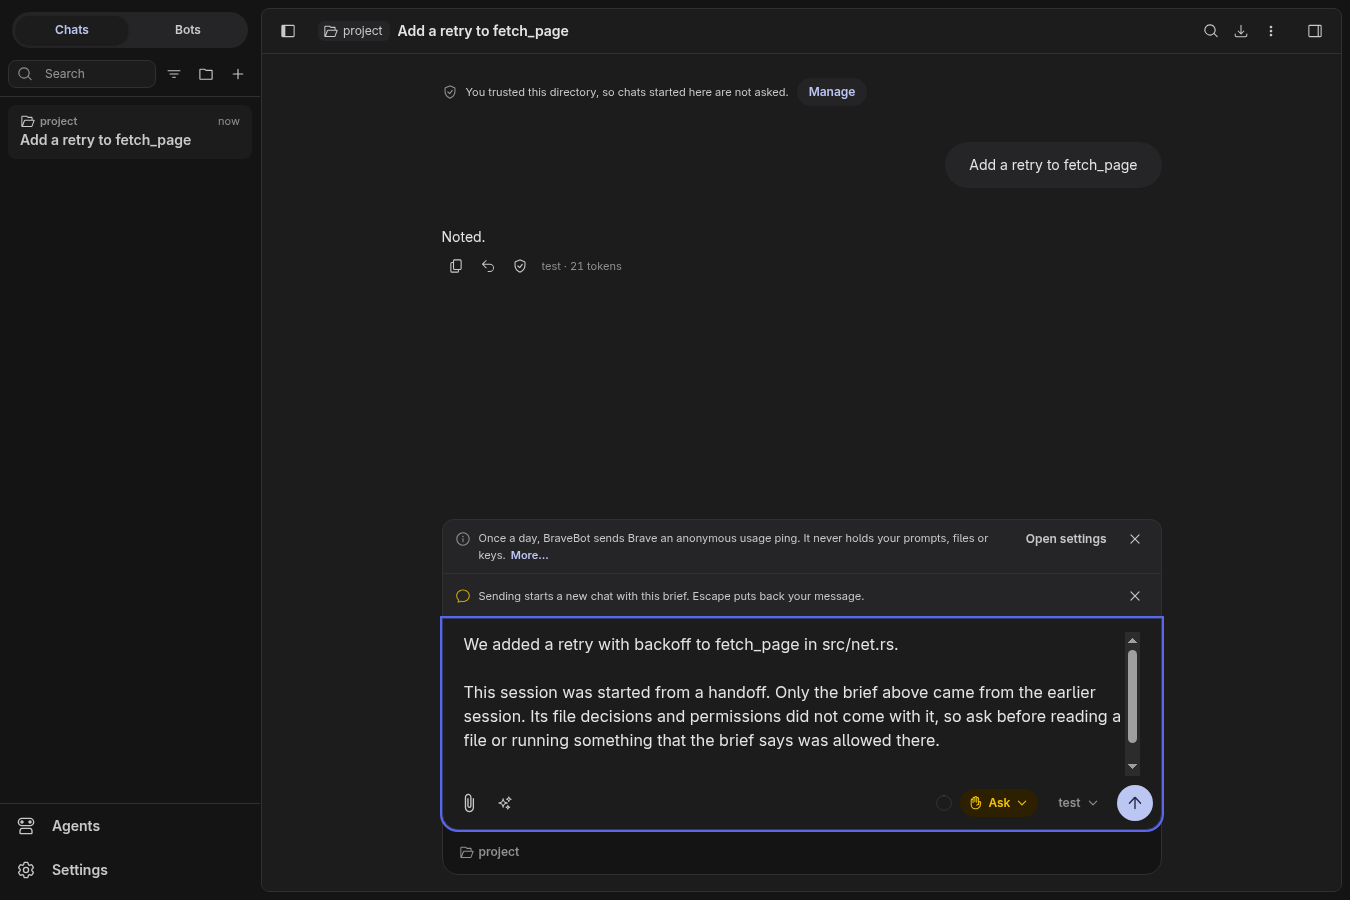 Chats
Bots
Search
project
now
Add a retry to fetch_page
Agents
Settings
project
Add a retry to fetch_page
You trusted this directory, so chats started here are not asked.
Manage
Add a retry to fetch_page
Noted.
test · 21 tokens
Once a day, BraveBot sends Brave an anonymous usage ping. It never holds your prompts, files or
keys. More...
Open settings
Sending starts a new chat with this brief. Escape puts back your message.
We added a retry with backoff to fetch_page in src/net.rs.
This session was started from a handoff. Only the brief above came from the earlier
session. Its file decisions and permissions did not come with it, so ask before reading a
file or running something that the brief says was allowed there.
Ask
test
project